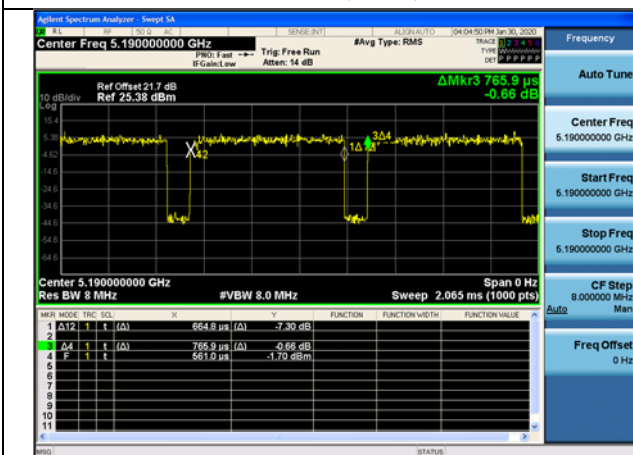 Agilent Spectrum Analyzer - Swept SA
RL RF 50 Ω AC SENSE:INT ALIGN AUTO 04:04:50 PM Jan 30, 2020
Center Freq 5.190000000 GHz #Avg Type: RMS TRACE 1 2 3 4 5 6
PNO: Fast Trig: Free Run TYPE
IFGain:Low Atten: 14 dB DET P P P P P P
Frequency
Auto Tune
ΔMkr3 765.9 µs
-0.66 dB
Ref Offset 21.7 dB
10 dB/div Ref 25.38 dBm
Log
15.4
5.38
-4.62
-14.6
-24.6
-34.6
-44.6
-54.6
-64.6
1Δ
3Δ4
Center Freq
5.190000000 GHz
Start Freq
5.190000000 GHz
Stop Freq
5.190000000 GHz
CF Step
8.000000 MHz
Auto Man
Freq Offset
0 Hz
Center 5.190000000 GHz Span 0 Hz
Res BW 8 MHz #VBW 8.0 MHz Sweep 2.065 ms (1000 pts)
MKR MODE TRC SCL X Y FUNCTION FUNCTION WIDTH FUNCTION VALUE
1 Δ12 1 t (Δ) 664.8 µs (Δ) -7.30 dB
2
3 Δ4 1 t (Δ) 765.9 µs (Δ) -0.66 dB
4 F 1 t 561.0 µs -1.70 dBm
5
6
7
8
9
10
11
MSG STATUS